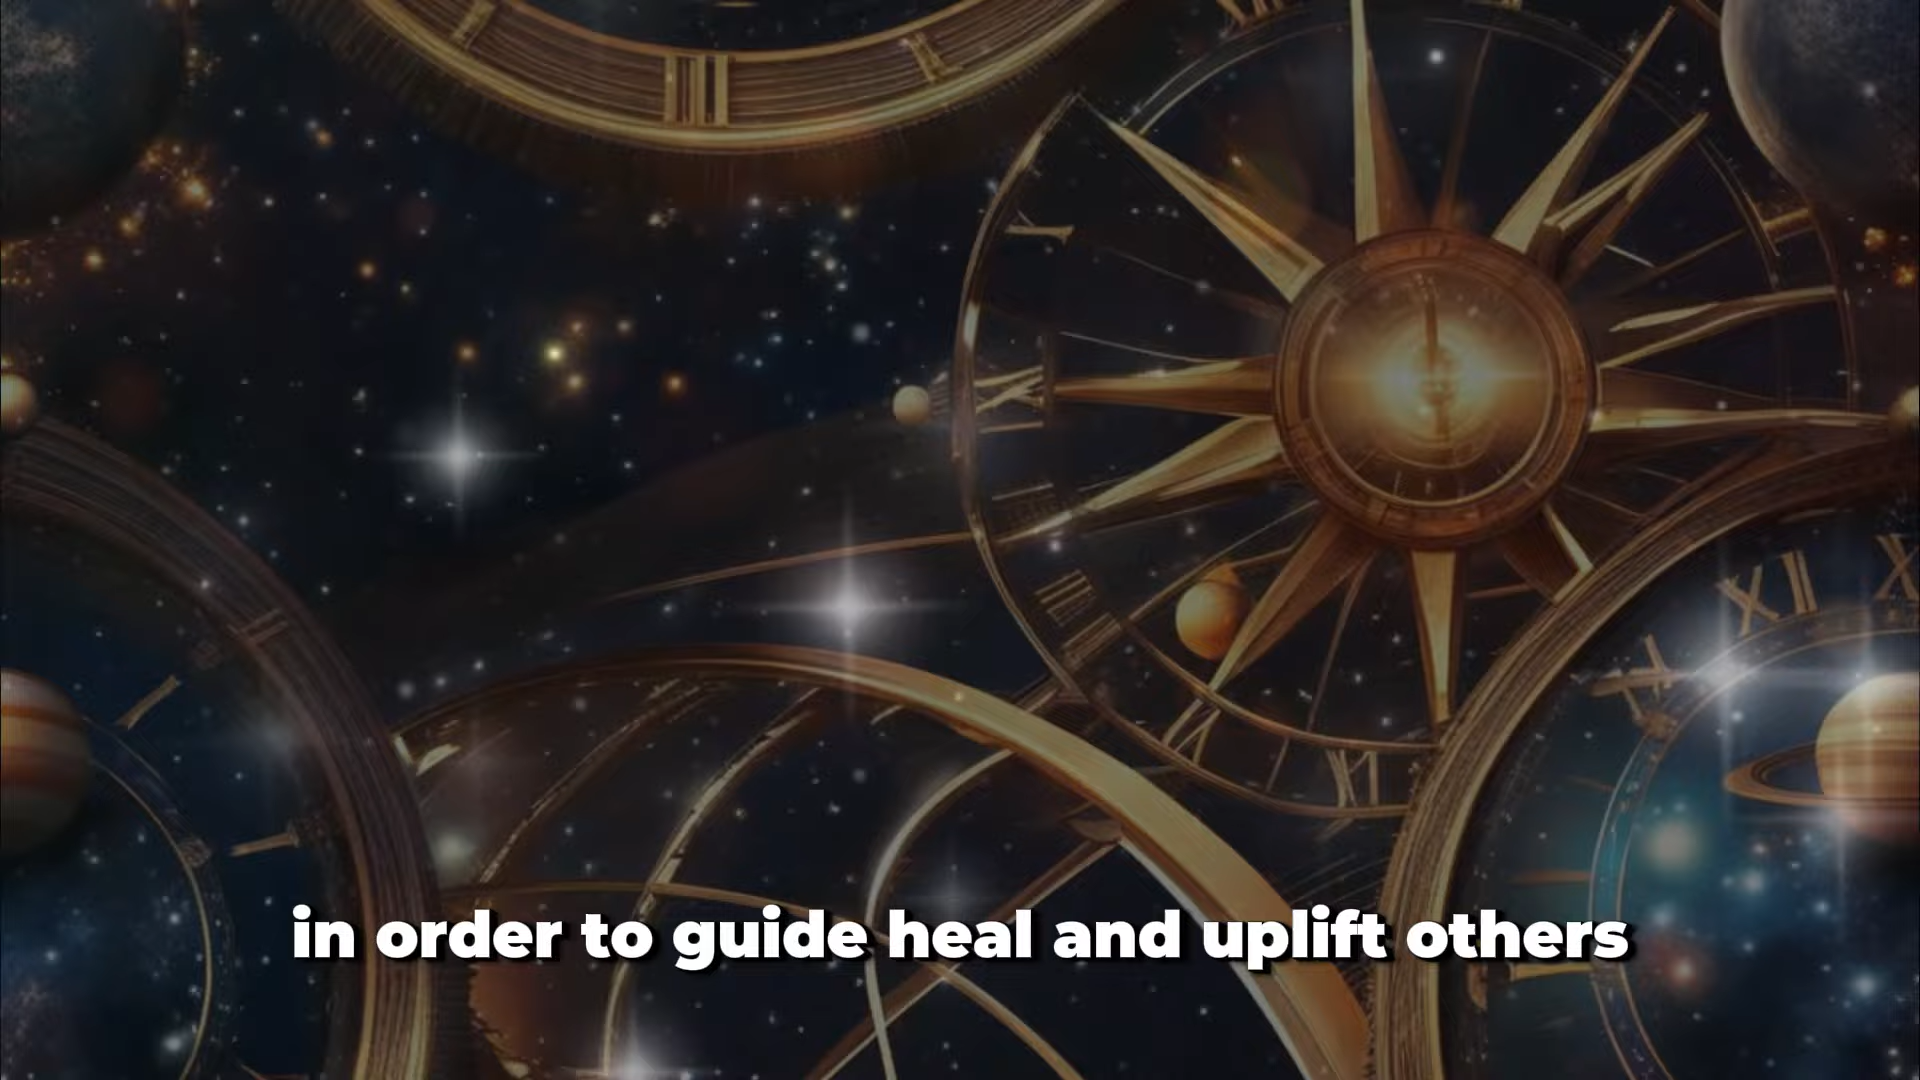 in order to guide heal and uplift others